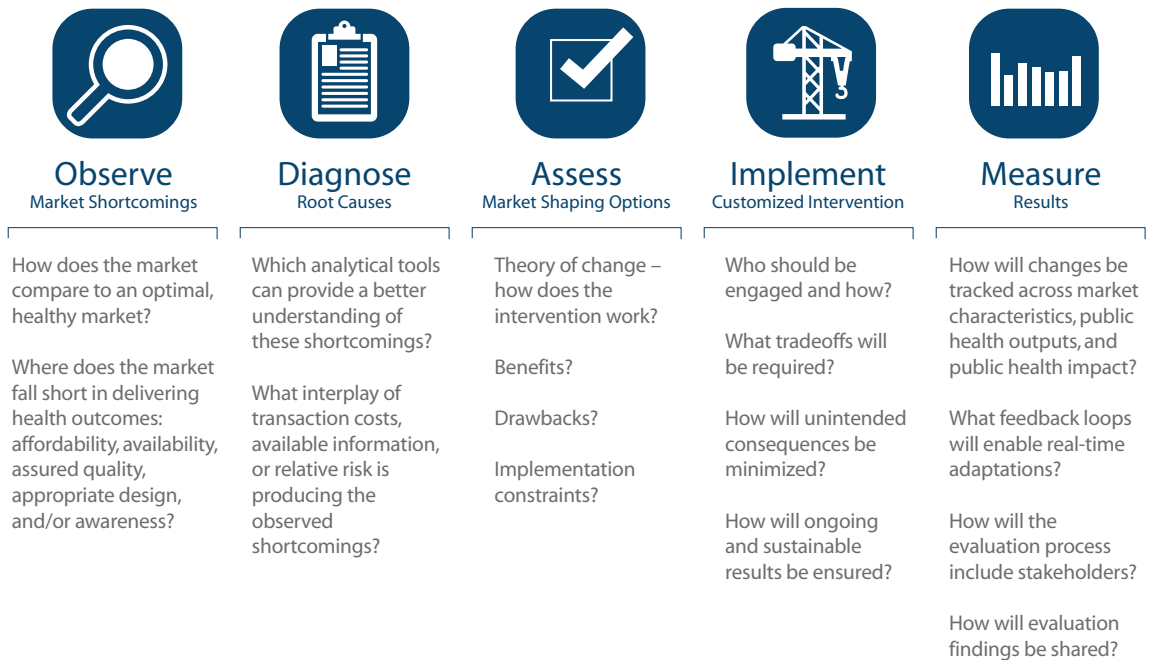 Observe
Market Shortcomings
How does the market
compare to an optimal,
healthy market?
Where does the market
fall short in delivering
health outcomes:
affordability, availability,
assured quality,
appropriate design,
and/or awareness?
Diagnose
Root Causes
Which analytical tools
can provide a better
understanding of
these shortcomings?
What interplay of
transaction costs,
available information,
or relative risk is
producing the
observed
shortcomings?
Assess
Market Shaping Options
Theory of change –
how does the
intervention work?
Benefits?
Drawbacks?
Implementation
constraints?
Implement
Customized Intervention
Who should be
engaged and how?
What tradeoffs will
be required?
How will unintended
consequences be
minimized?
How will ongoing
and sustainable
results be ensured?
Measure
Results
How will changes be
tracked across market
characteristics, public
health outputs, and
public health impact?
What feedback loops
will enable real-time
adaptations?
How will the
evaluation process
include stakeholders?
How will evaluation
findings be shared?